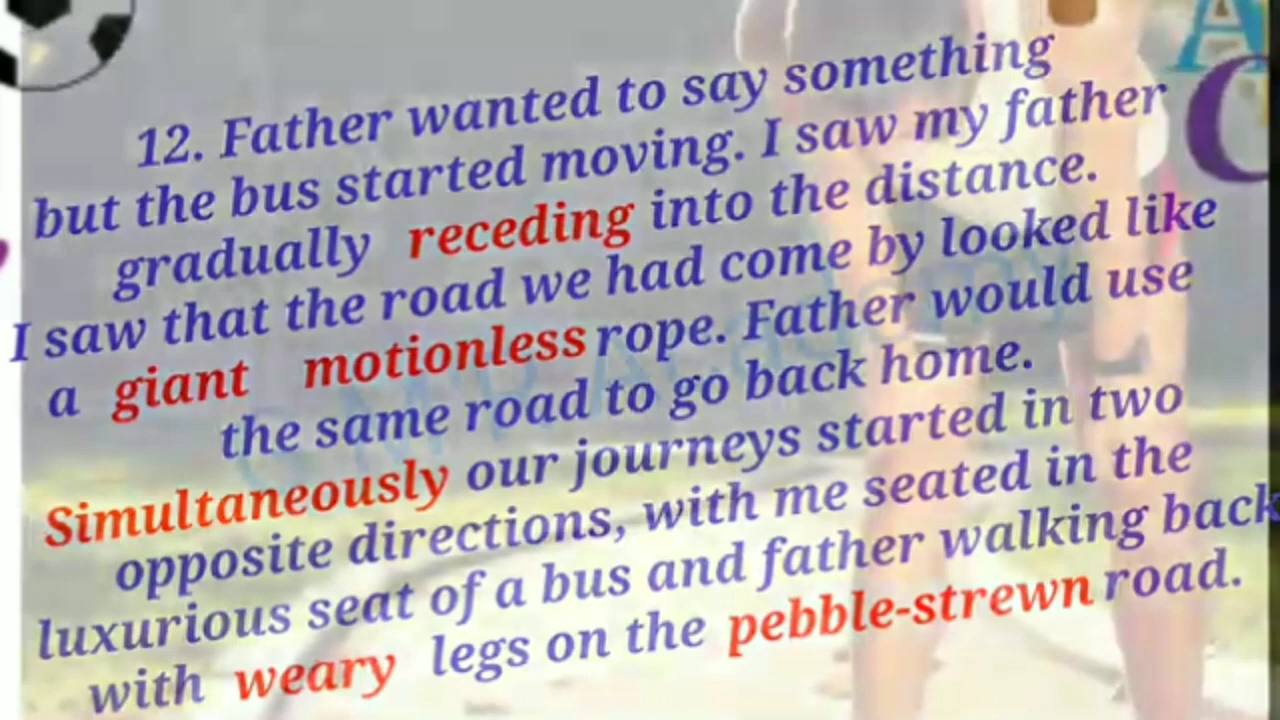 12. Father wanted to say something
but the bus started moving. I saw my father
gradually receding into the distance.
I saw that the road we had come by looked like
a giant motionless rope. Father would use
the same road to go back home.
Simultaneously our journeys started in two
opposite directions, with me seated in the
luxurious seat of a bus and father walking back
with weary legs on the pebble-strewn road.